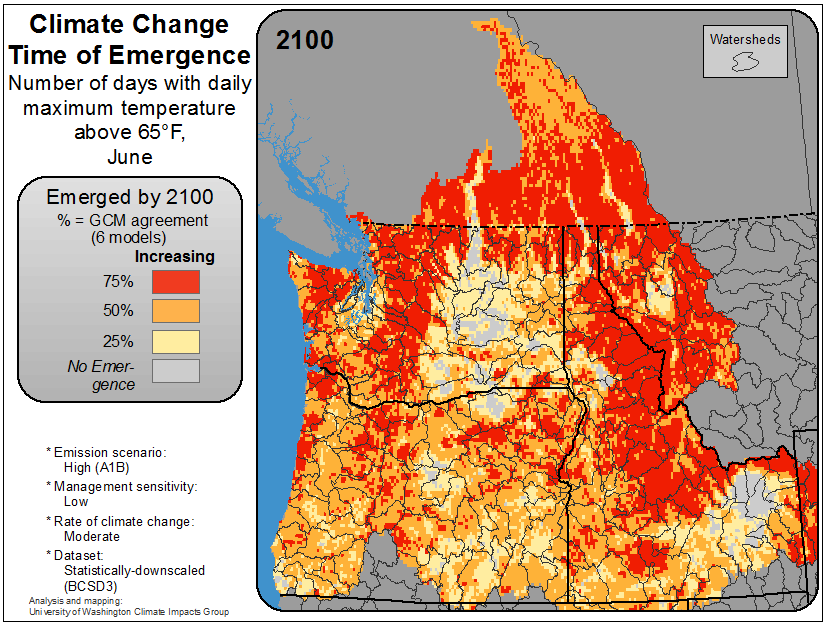 Climate Change
Time of Emergence
Number of days with daily
maximum temperature
above 65°F,
June
2100
Watersheds
Emerged by 2100
% = GCM agreement
(6 models)
Increasing
75%
50%
25%
No Emer-
gence
* Emission scenario:
High (A1B)
* Management sensitivity:
Low
* Rate of climate change:
Moderate
* Dataset:
Statistically-downscaled
(BCSD3)
Analysis and mapping:
University of Washington Climate Impacts Group